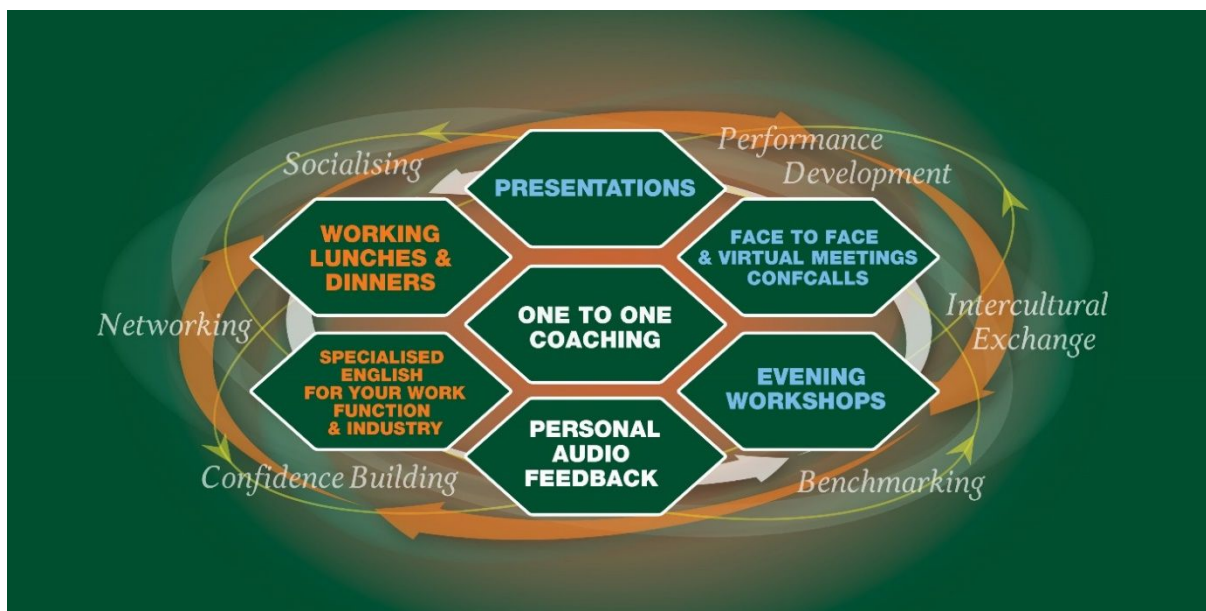 Socialising
Performance
Development
PRESENTATIONS
WORKING
LUNCHES &
DINNERS
FACE TO FACE
& VIRTUAL MEETINGS
CONFCALLS
Networking
ONE TO ONE
COACHING
Intercultural
Exchange
SPECIALISED
ENGLISH
FOR YOUR WORK
FUNCTION
& INDUSTRY
EVENING
WORKSHOPS
PERSONAL
AUDIO
FEEDBACK
Confidence Building
Benchmarking